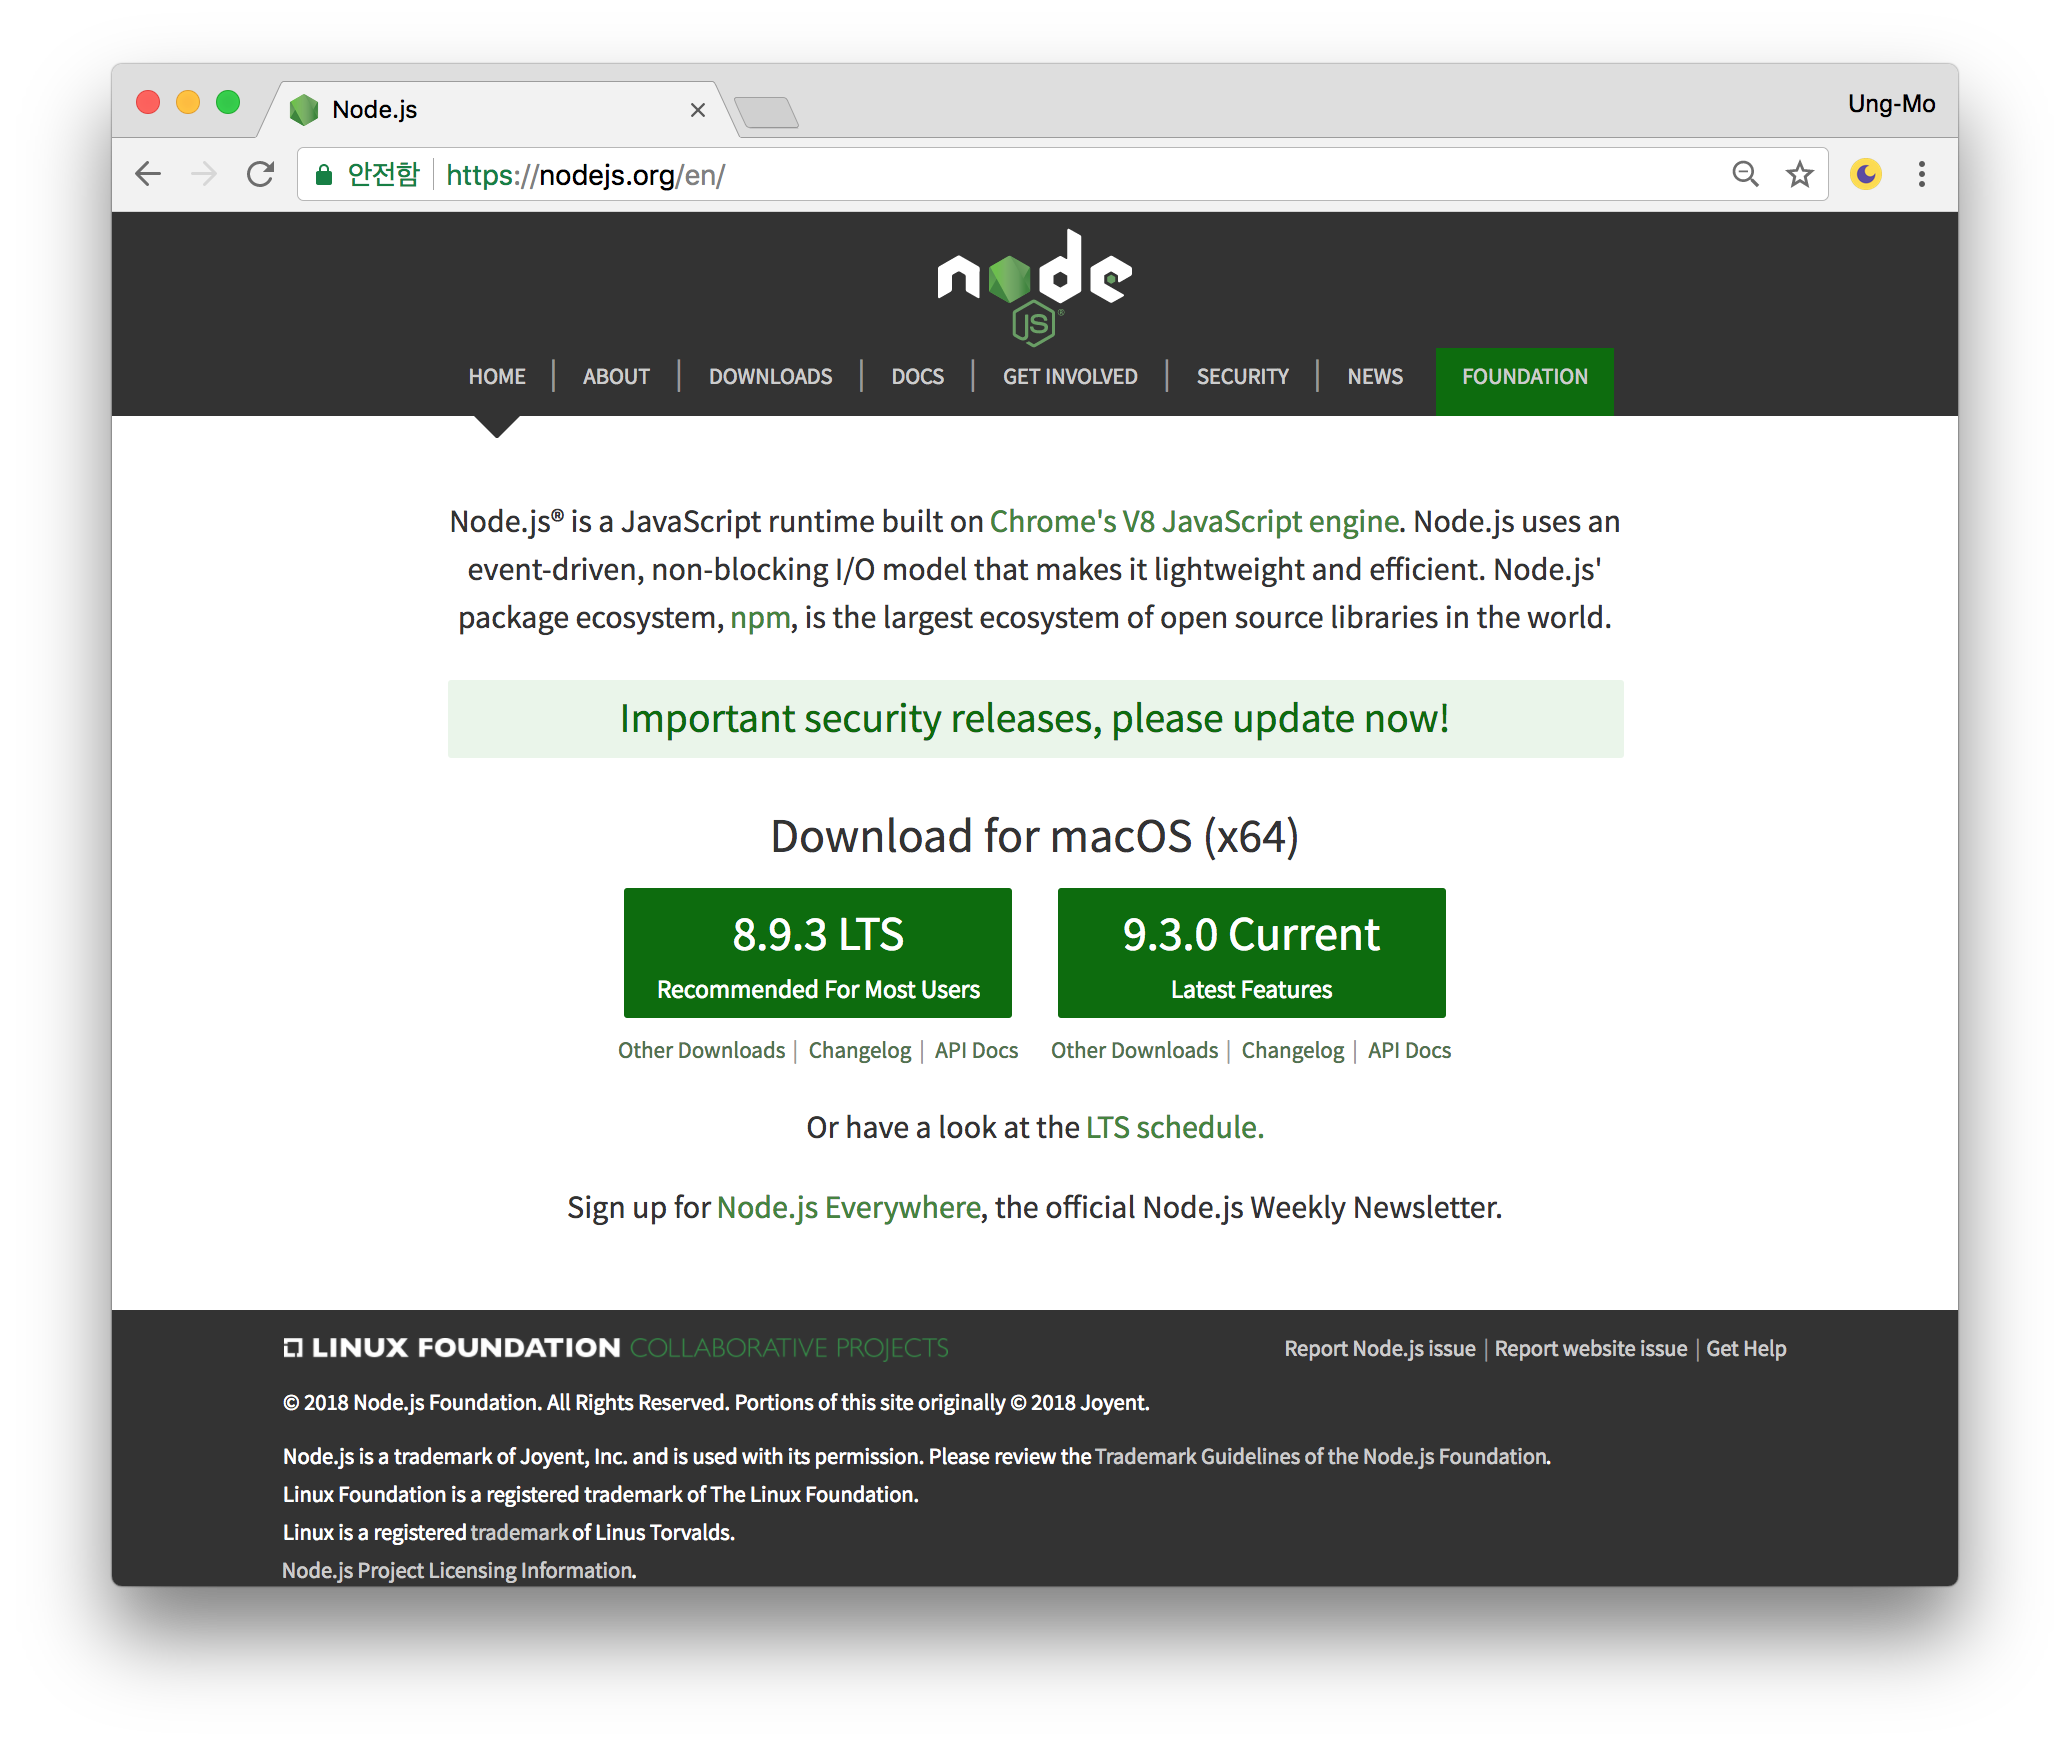 Node.js
Ung-Mo
안전함 https://nodejs.org/en/
node
JS®
HOME | ABOUT | DOWNLOADS | DOCS | GET INVOLVED | SECURITY | NEWS FOUNDATION
Node.js® is a JavaScript runtime built on Chrome's V8 JavaScript engine. Node.js uses an
event-driven, non-blocking I/O model that makes it lightweight and efficient. Node.js'
package ecosystem, npm, is the largest ecosystem of open source libraries in the world.
Important security releases, please update now!
Download for macOS (x64)
8.9.3 LTS
Recommended For Most Users
9.3.0 Current
Latest Features
Other Downloads | Changelog | API Docs
Other Downloads | Changelog | API Docs
Or have a look at the LTS schedule.
Sign up for Node.js Everywhere, the official Node.js Weekly Newsletter.
LINUX FOUNDATION COLLABORATIVE PROJECTS
Report Node.js issue | Report website issue | Get Help
© 2018 Node.js Foundation. All Rights Reserved. Portions of this site originally © 2018 Joyent.
Node.js is a trademark of Joyent, Inc. and is used with its permission. Please review the Trademark Guidelines of the Node.js Foundation.
Linux Foundation is a registered trademark of The Linux Foundation.
Linux is a registered trademark of Linus Torvalds.
Node.js Project Licensing Information.